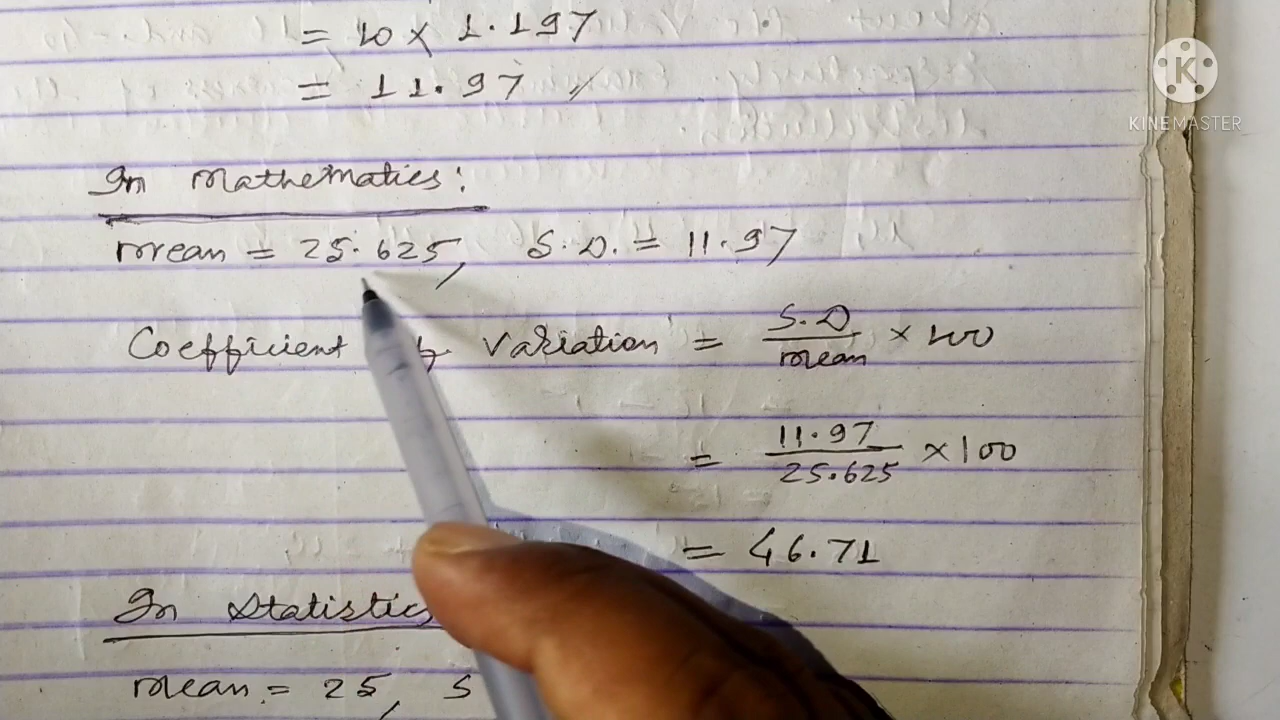 = 10 × 1.197
= 11.97
KINEMASTER
In Mathematics:
Mean = 25.625, S.D. = 11.97
Coefficient Variation = S.D / Mean × 100
= 11.97 / 25.625 × 100
= 46.71
In Statistics
Mean = 25, S